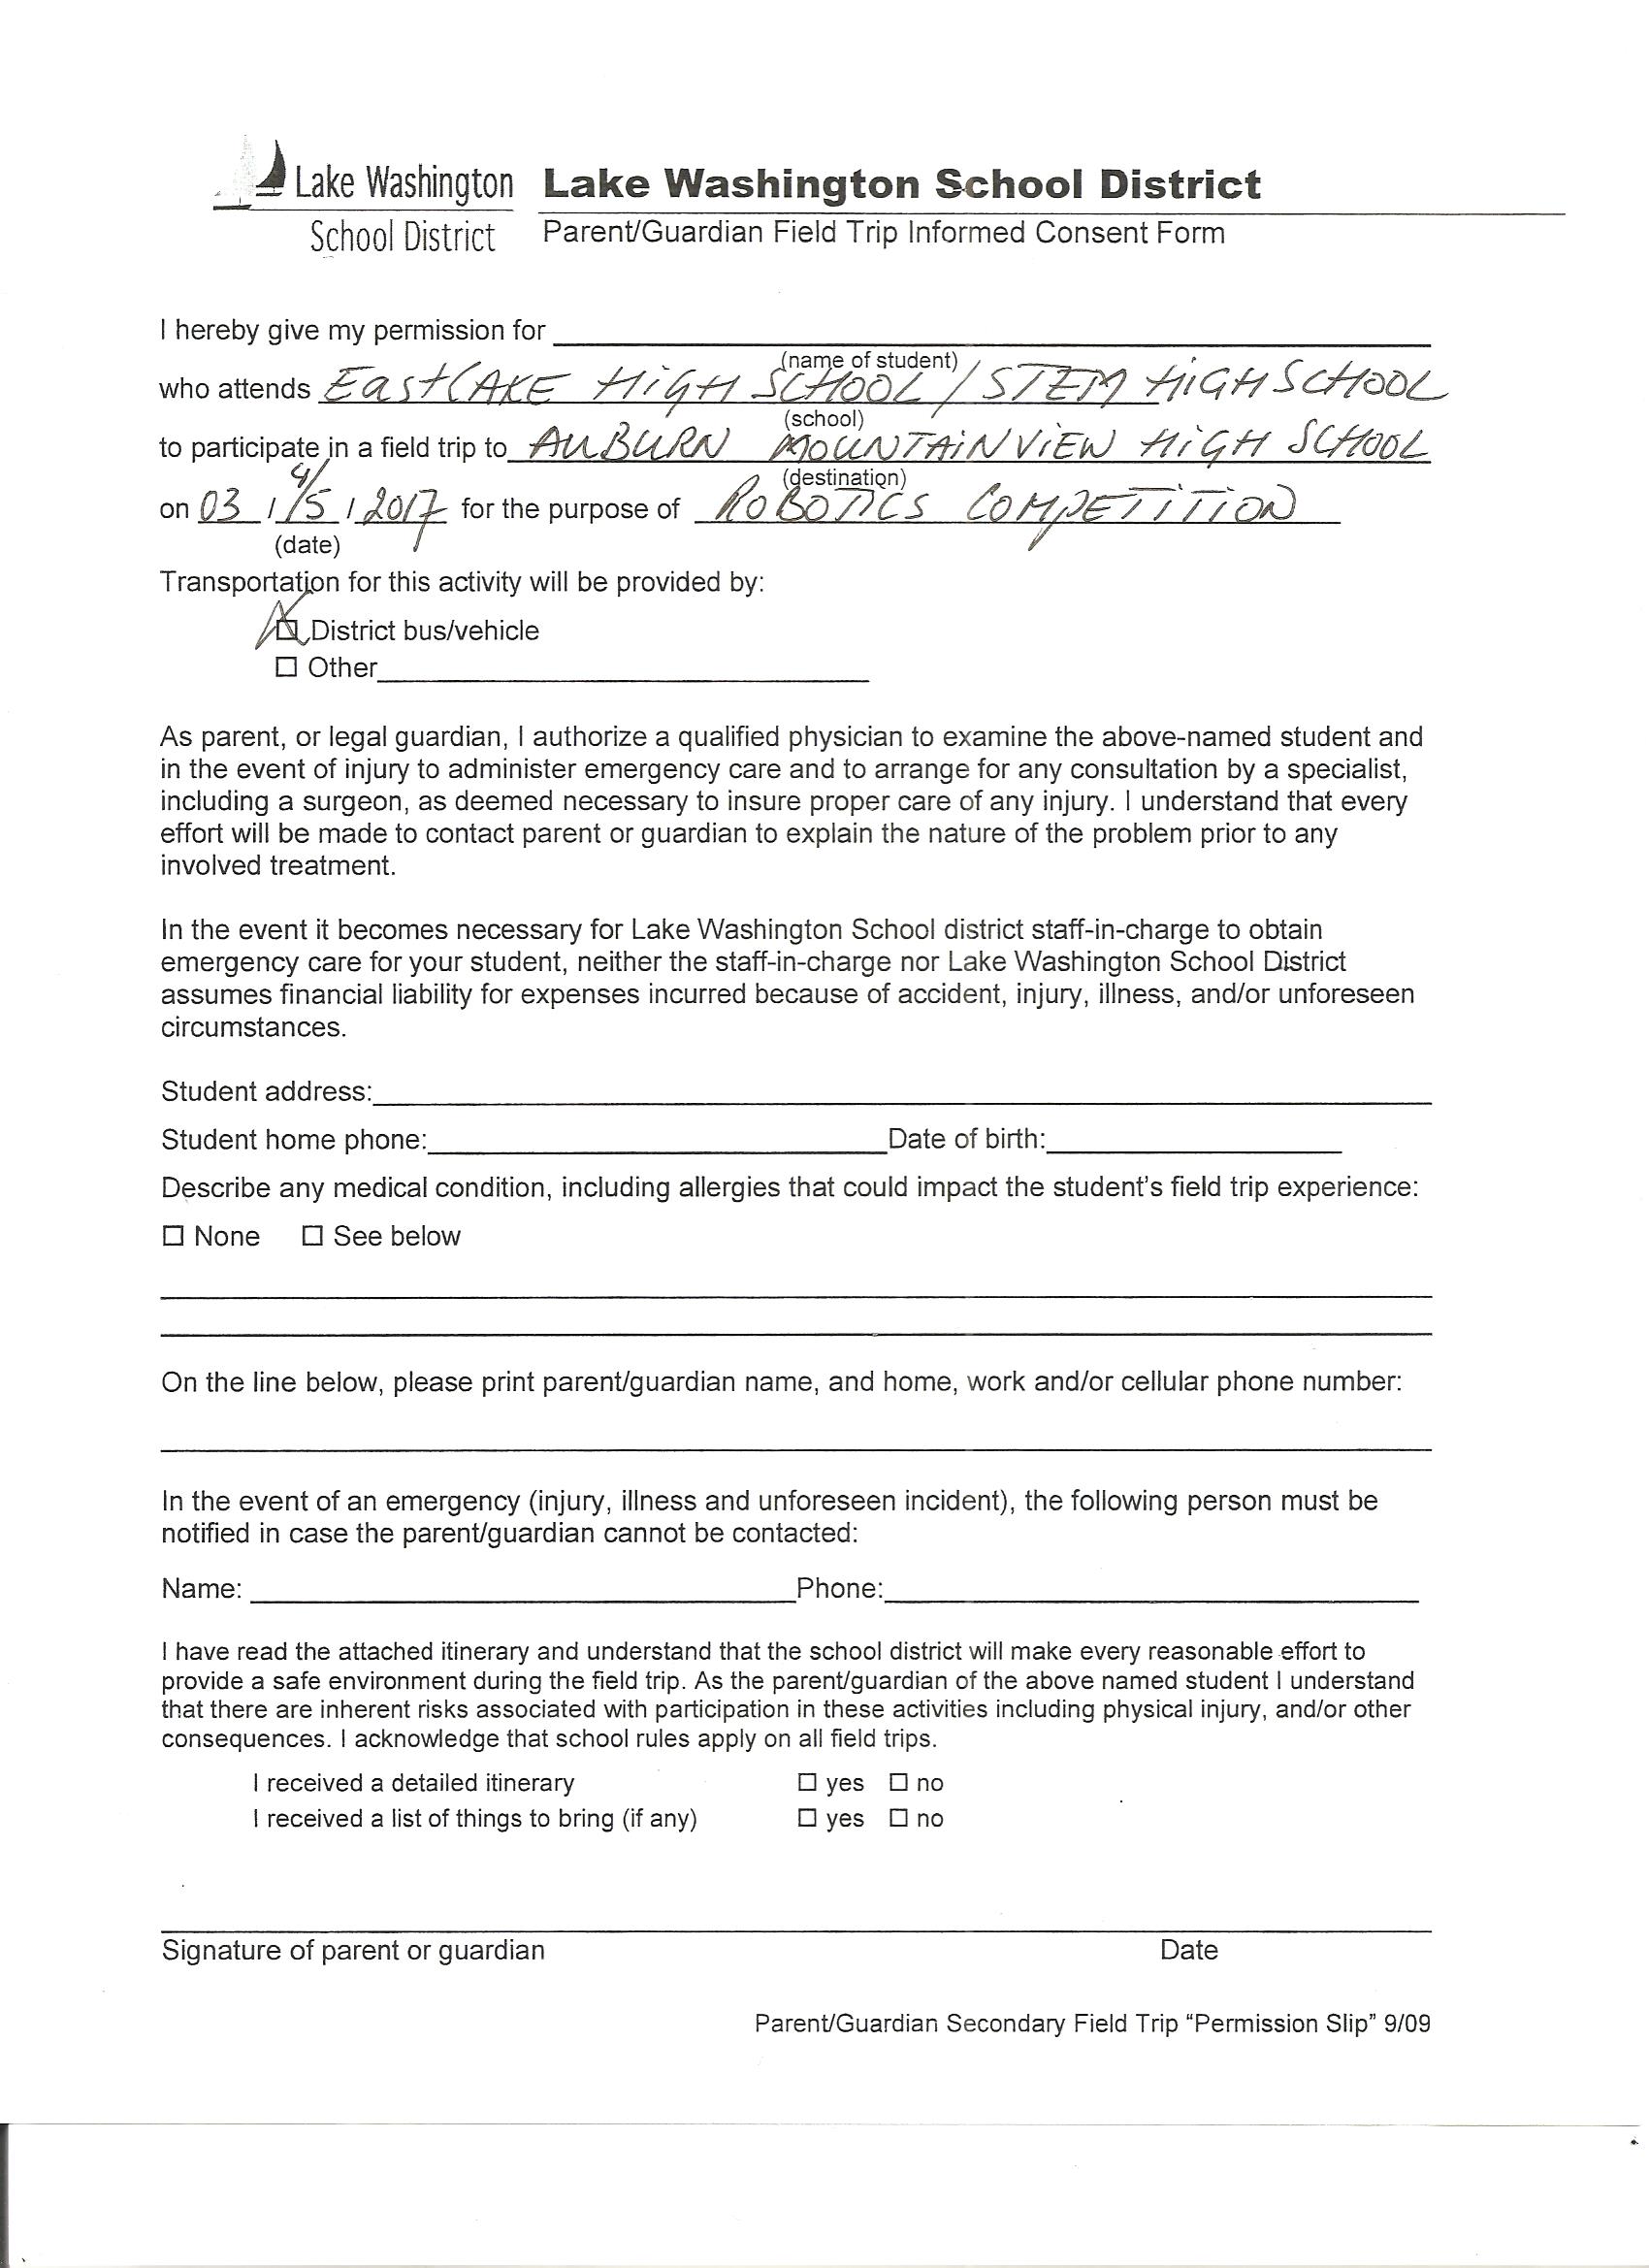 Lake Washington School District
Lake Washington
School District
Parent/Guardian Field Trip Informed Consent Form
I hereby give my permission for
(name of student)
who attends EastLAKE HiGH SCHOOL / STEM HiGH SCHOOL
(school)
to participate in a field trip to AUBURN MOUNTAiNViEW HiGH SCHOOL
(destination)
on 03 / 4/5 / 2017 for the purpose of ROBOTICS COMPETiTiON
(date)
Transportation for this activity will be provided by:
District bus/vehicle
☐ Other
As parent, or legal guardian, I authorize a qualified physician to examine the above-named student and
in the event of injury to administer emergency care and to arrange for any consultation by a specialist,
including a surgeon, as deemed necessary to insure proper care of any injury. I understand that every
effort will be made to contact parent or guardian to explain the nature of the problem prior to any
involved treatment.
In the event it becomes necessary for Lake Washington School district staff-in-charge to obtain
emergency care for your student, neither the staff-in-charge nor Lake Washington School District
assumes financial liability for expenses incurred because of accident, injury, illness, and/or unforeseen
circumstances.
Student address:
Student home phone: Date of birth:
Describe any medical condition, including allergies that could impact the student's field trip experience:
☐ None ☐ See below
On the line below, please print parent/guardian name, and home, work and/or cellular phone number:
In the event of an emergency (injury, illness and unforeseen incident), the following person must be
notified in case the parent/guardian cannot be contacted:
Name: Phone:
I have read the attached itinerary and understand that the school district will make every reasonable effort to
provide a safe environment during the field trip. As the parent/guardian of the above named student I understand
that there are inherent risks associated with participation in these activities including physical injury, and/or other
consequences. I acknowledge that school rules apply on all field trips.
I received a detailed itinerary ☐ yes ☐ no
I received a list of things to bring (if any) ☐ yes ☐ no
Signature of parent or guardian Date
Parent/Guardian Secondary Field Trip “Permission Slip” 9/09